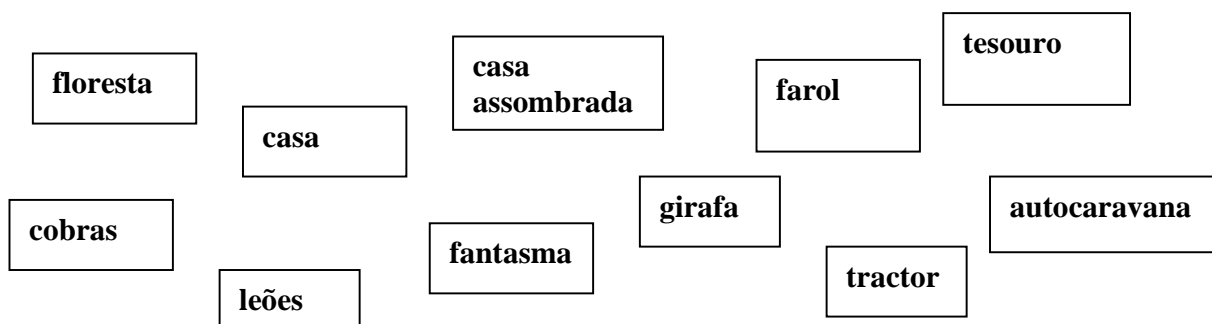 floresta
casa
casa
assombrada
farol
tesouro
cobras
leões
fantasma
girafa
tractor
autocaravana